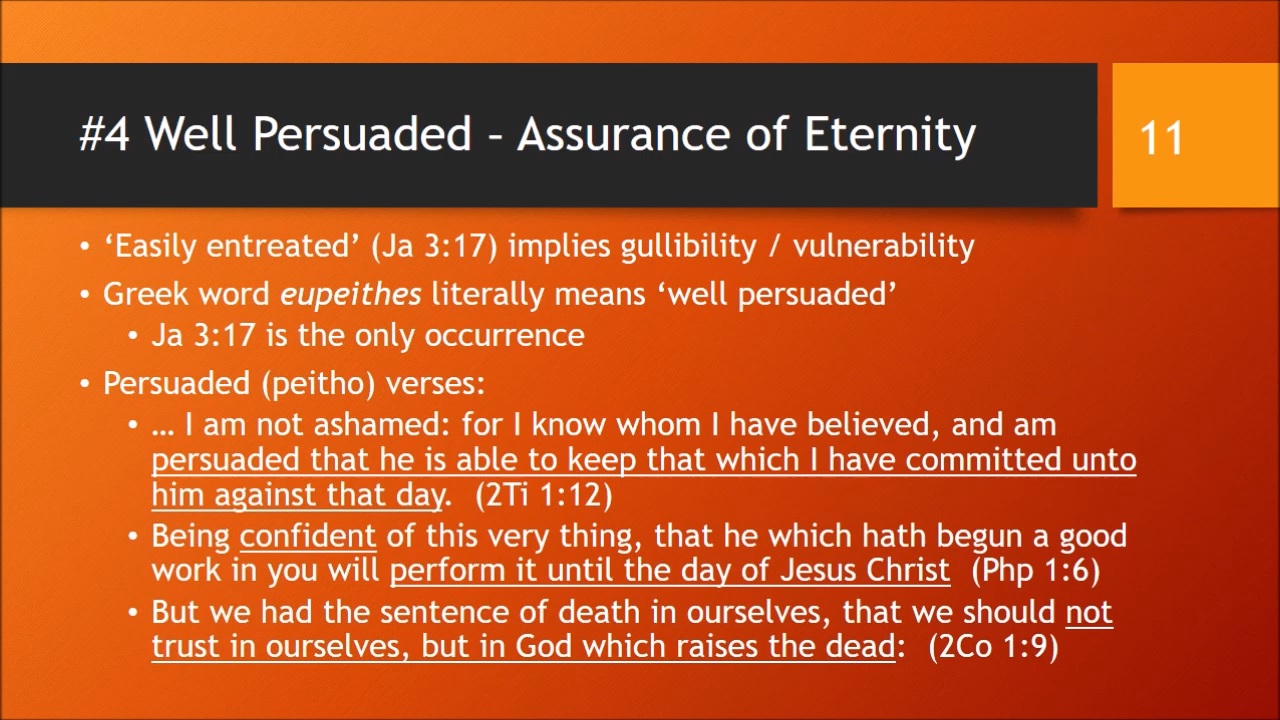 #4 Well Persuaded – Assurance of Eternity
11
• ‘Easily entreated’ (Ja 3:17) implies gullibility / vulnerability
• Greek word eupeithes literally means ‘well persuaded’
• Ja 3:17 is the only occurrence
• Persuaded (peitho) verses:
• … I am not ashamed: for I know whom I have believed, and am
persuaded that he is able to keep that which I have committed unto
him against that day. (2Ti 1:12)
• Being confident of this very thing, that he which hath begun a good
work in you will perform it until the day of Jesus Christ (Php 1:6)
• But we had the sentence of death in ourselves, that we should not
trust in ourselves, but in God which raises the dead: (2Co 1:9)